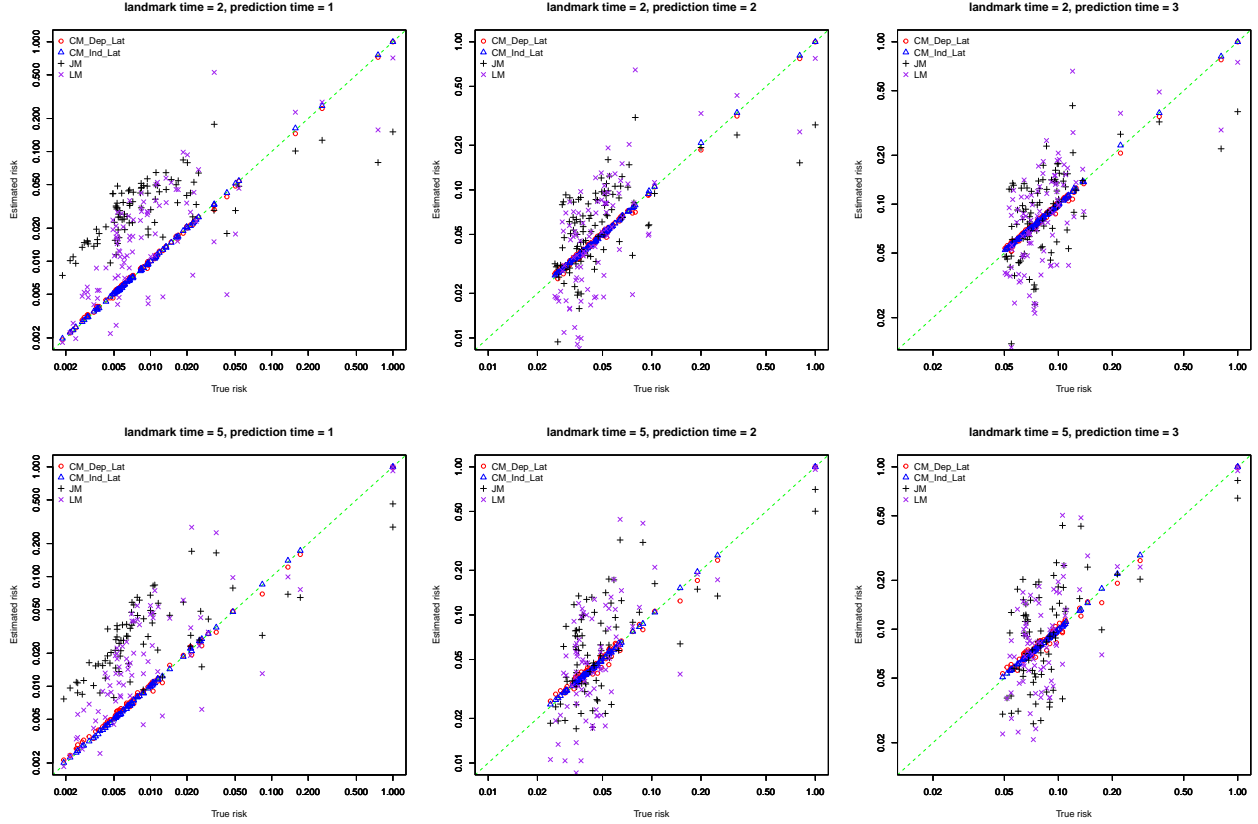 landmark time = 2, prediction time = 1
Estimated risk
1.000
0.500
0.200
0.100
0.050
0.020
0.010
0.005
0.002
CM_Dep_Lat
CM_Ind_Lat
JM
LM
0.002 0.005 0.010 0.020 0.050 0.100 0.200 0.500 1.000
True risk
landmark time = 2, prediction time = 2
Estimated risk
1.00
0.50
0.20
0.10
0.05
0.02
0.01
CM_Dep_Lat
CM_Ind_Lat
JM
LM
0.01 0.02 0.05 0.10 0.20 0.50 1.00
True risk
landmark time = 2, prediction time = 3
Estimated risk
1.00
0.50
0.20
0.10
0.05
0.02
CM_Dep_Lat
CM_Ind_Lat
JM
LM
0.02 0.05 0.10 0.20 0.50 1.00
True risk
landmark time = 5, prediction time = 1
Estimated risk
1.000
0.500
0.200
0.100
0.050
0.020
0.010
0.005
0.002
CM_Dep_Lat
CM_Ind_Lat
JM
LM
0.002 0.005 0.010 0.020 0.050 0.100 0.200 0.500 1.000
True risk
landmark time = 5, prediction time = 2
Estimated risk
1.00
0.50
0.20
0.10
0.05
0.02
0.01
CM_Dep_Lat
CM_Ind_Lat
JM
LM
0.01 0.02 0.05 0.10 0.20 0.50 1.00
True risk
landmark time = 5, prediction time = 3
Estimated risk
1.00
0.50
0.20
0.10
0.05
0.02
CM_Dep_Lat
CM_Ind_Lat
JM
LM
0.02 0.05 0.10 0.20 0.50 1.00
True risk